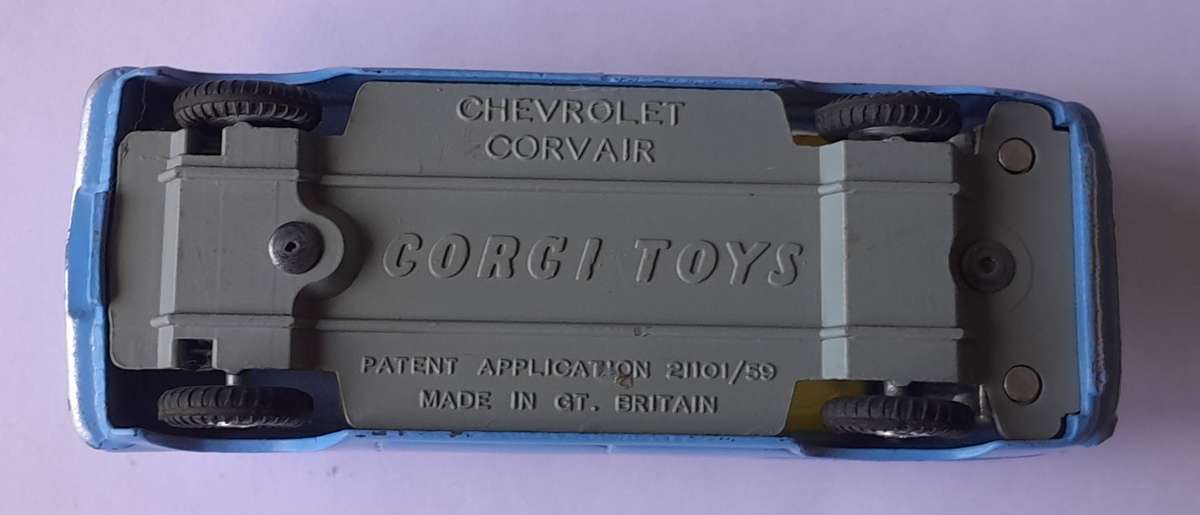 CHEVROLET
CORVAIR
CORGI TOYS
PATENT APPLICATION 21101/59
MADE IN GT. BRITAIN